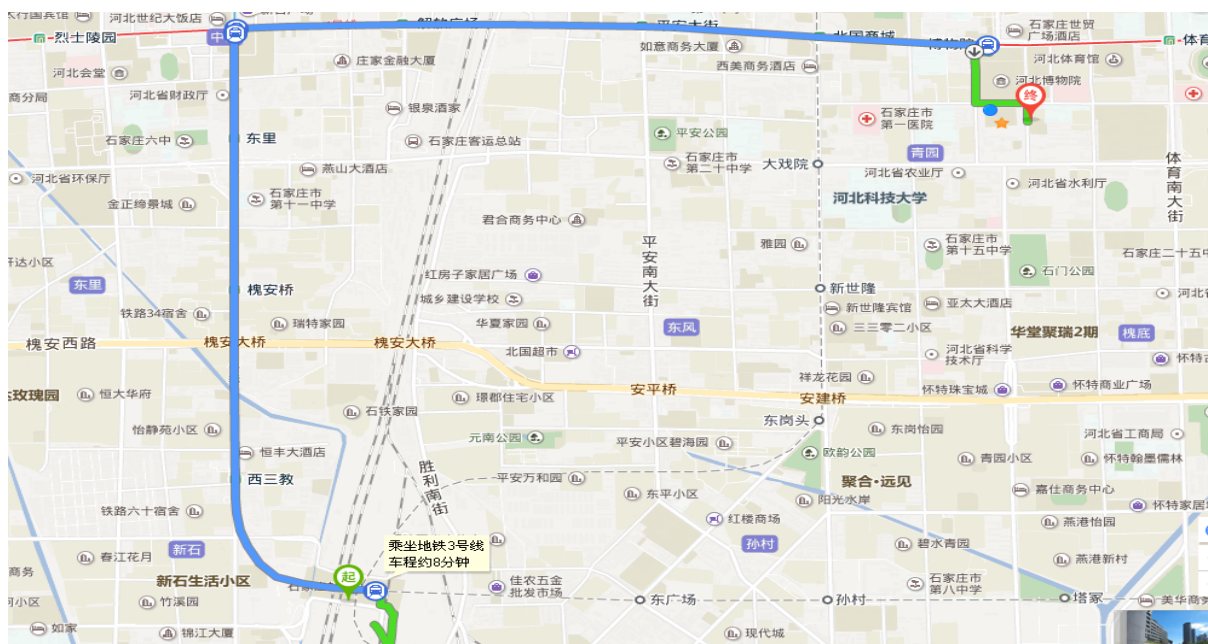 太行国宾馆
河北世纪大饭店
解放广场
平安大街
石家庄世贸
广场酒店
烈士陵园
中
如意商务大厦
北国商城
博物院
体育
河北会堂
庄家金融大厦
西美商务酒店
河北体育馆
河北博物院
商分局
河北省财政厅
银泉酒家
终
石家庄市
第一医院
石家庄六中
东里
石家庄客运总站
平安公园
青园
河北省环保厅
燕山大酒店
石家庄市
第二十中学
大戏院
河北省农业厅
河北省水利厅
体育南大街
金正缔景城
石家庄市
第十一中学
君合商务中心
河北科技大学
平安南大街
雅园
石家庄市
第十五中学
石家庄二十五中
轩达小区
东里
槐安桥
红房子家居广场
石门公园
城乡建设学校
新世隆
河北省
铁路34宿舍
瑞特家园
华夏家园
东风
新世隆宾馆
亚太大酒店
三三零二小区
华堂聚瑞2期
槐底
槐安西路
槐安大桥
槐安大桥
北国超市
河北省科学
技术厅
怀特
玫瑰园
恒大华府
璟郡住宅小区
安平桥
祥龙花园
安建桥
怀特珠宝城
怀特商业广场
石铁家园
东岗头
怡静苑小区
元南公园
平安小区碧海园
东岗怡园
河北省工商局
恒丰大酒店
欧韵公园
青园小区
怀特翰墨儒林
西三教
胜利南街
平安万和园
聚合·远见
东平小区
阳光水岸
嘉仕商务中心
怀特家居
铁路六十宿舍
红楼商场
燕港怡园
春江花月
新石
乘坐地铁3号线
车程约8分钟
孙村
碧水青园
燕港新村
商务
新石生活小区
起
石家庄
佳农五金
批发市场
石家庄市
第八中学
河小区
竹溪园
东广场
孙村
塔冢
美华商务
如家
锦江大厦
现代城